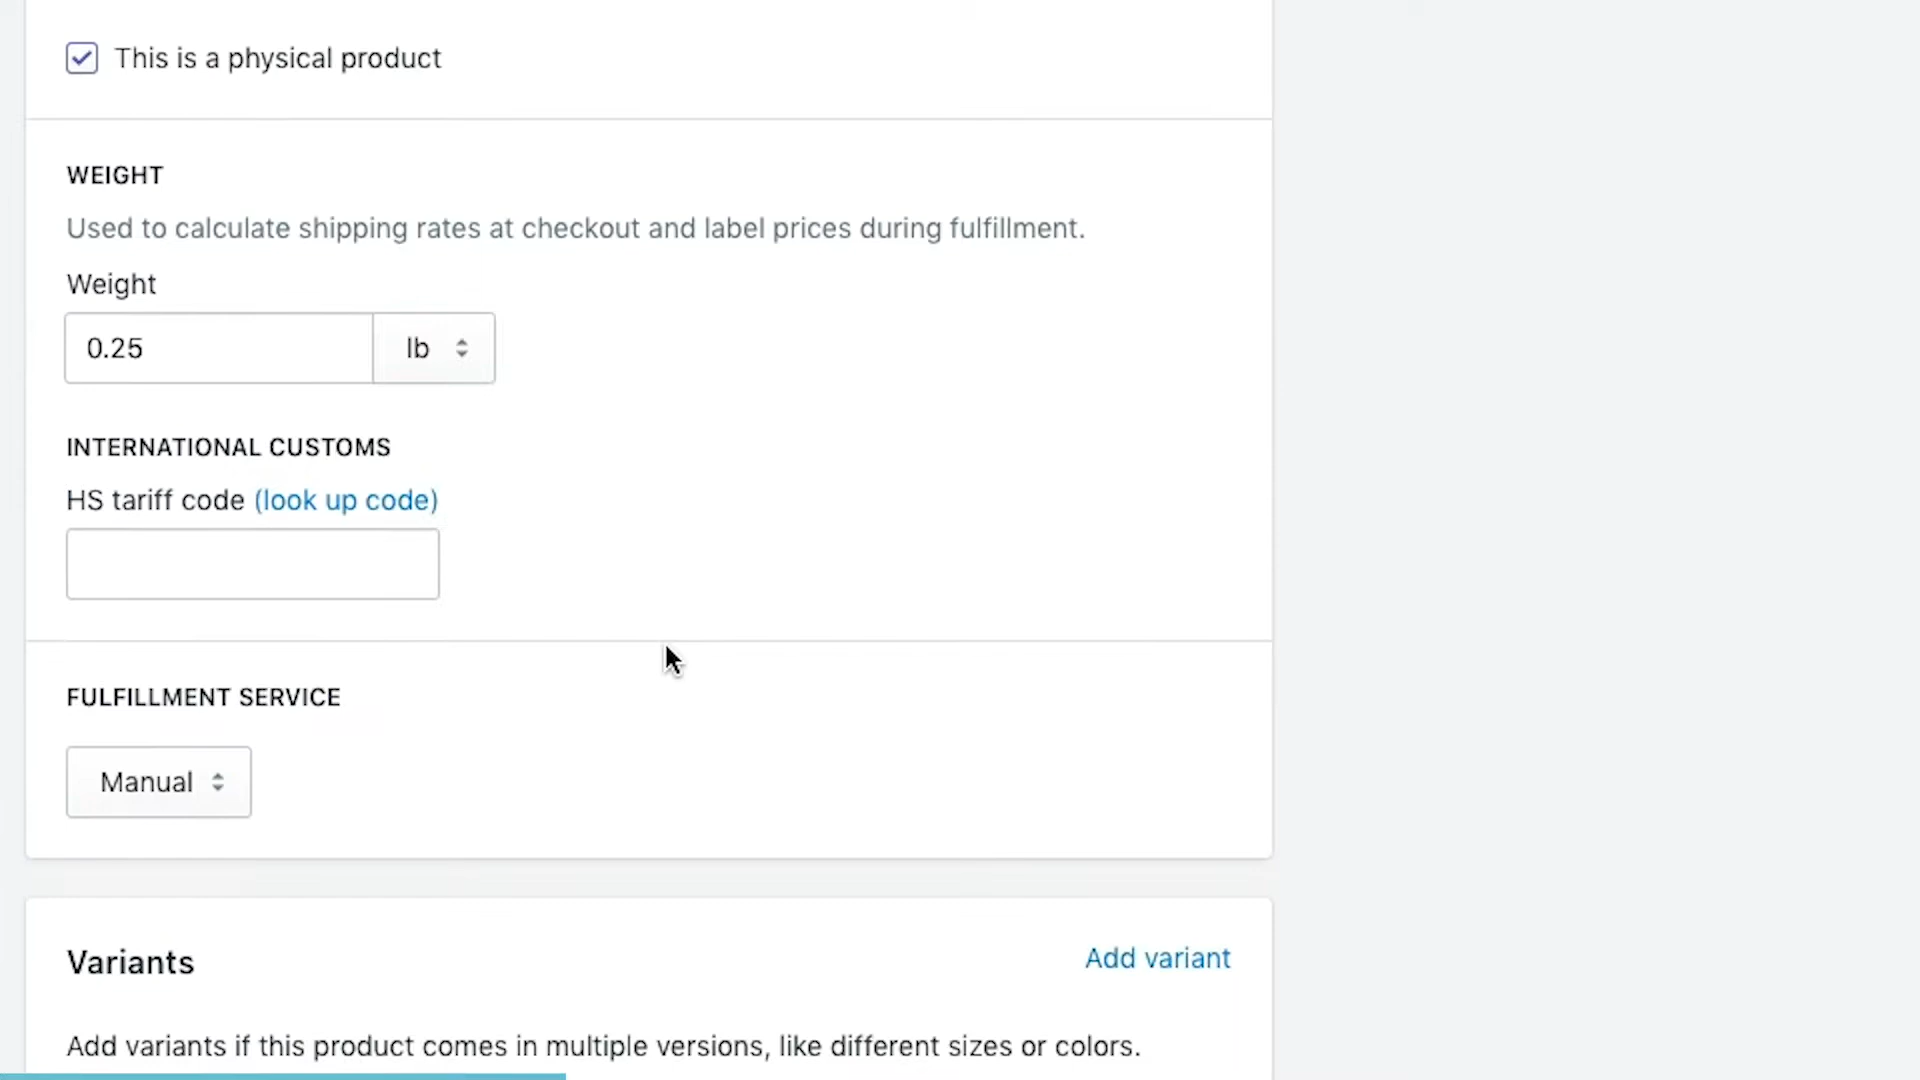 This is a physical product
WEIGHT
Used to calculate shipping rates at checkout and label prices during fulfillment.
Weight
0.25 lb
INTERNATIONAL CUSTOMS
HS tariff code (look up code)
FULFILLMENT SERVICE
Manual
Variants Add variant
Add variants if this product comes in multiple versions, like different sizes or colors.